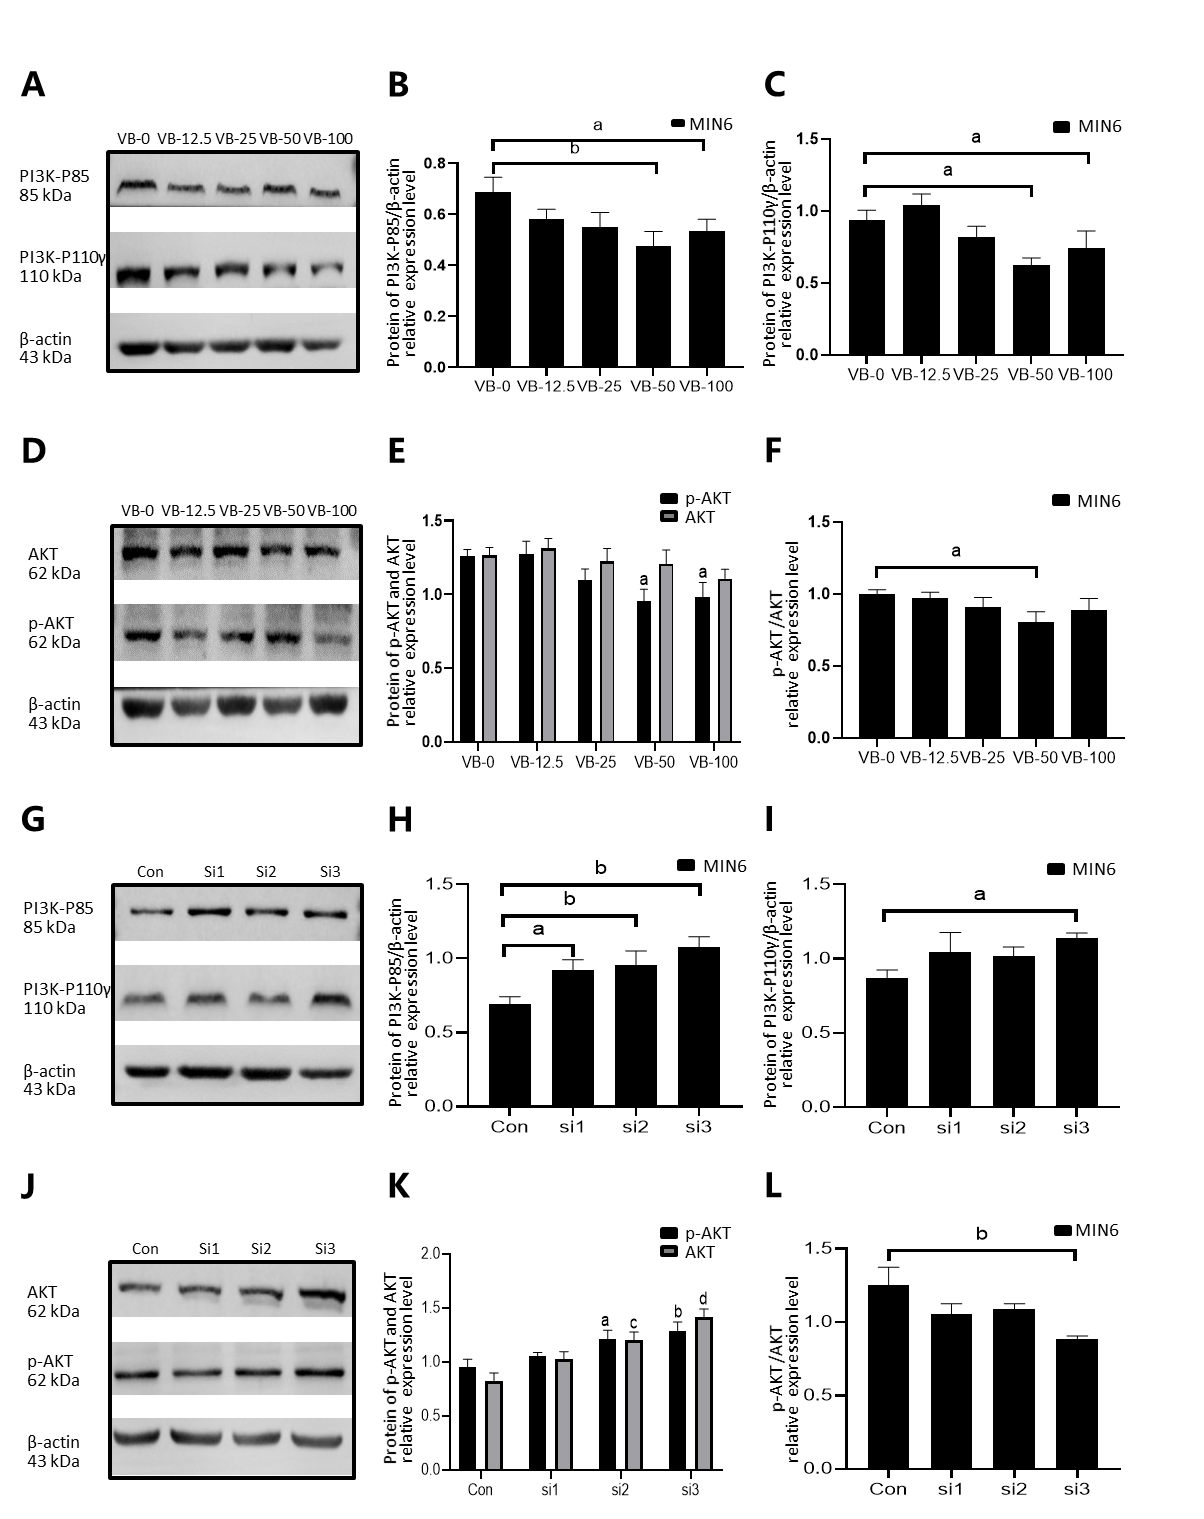 A
VB-0 VB-12.5 VB-25 VB-50 VB-100
PI3K-P85
85 kDa
PI3K-P110γ
110 kDa
β-actin
43 kDa
B
MIN6
a
b
Protein of PI3K-P85/β-actin
relative expression level
0.8
0.6
0.4
0.2
0.0
VB-0 VB-12.5 VB-25 VB-50 VB-100
C
MIN6
a
a
Protein of PI3K-P110γ/β-actin
relative expression level
1.5
1.0
0.5
0.0
VB-0 VB-12.5 VB-25 VB-50 VB-100
D
VB-0 VB-12.5 VB-25 VB-50 VB-100
AKT
62 kDa
p-AKT
62 kDa
β-actin
43 kDa
E
p-AKT
AKT
Protein of p-AKT and AKT
relative expression level
1.5
1.0
0.5
0.0
a a
VB-0 VB-12.5 VB-25 VB-50 VB-100
F
MIN6
a
p-AKT/AKT
relative expression level
1.5
1.0
0.5
0.0
VB-0 VB-12.5 VB-25 VB-50 VB-100
G
Con Si1 Si2 Si3
PI3K-P85
85 kDa
PI3K-P110γ
110 kDa
β-actin
43 kDa
H
MIN6
b
b
a
Protein of PI3K-P85/β-actin
relative expression level
1.5
1.0
0.5
0.0
Con si1 si2 si3
I
MIN6
a
Protein of PI3K-P110γ/β-actin
relative expression level
1.5
1.0
0.5
0.0
Con si1 si2 si3
J
Con Si1 Si2 Si3
AKT
62 kDa
p-AKT
62 kDa
β-actin
43 kDa
K
p-AKT
AKT
Protein of p-AKT and AKT
relative expression level
2.0
1.5
1.0
0.5
0.0
a c b d
Con si1 si2 si3
L
MIN6
b
p-AKT/AKT
relative expression level
1.5
1.0
0.5
0.0
Con si1 si2 si3